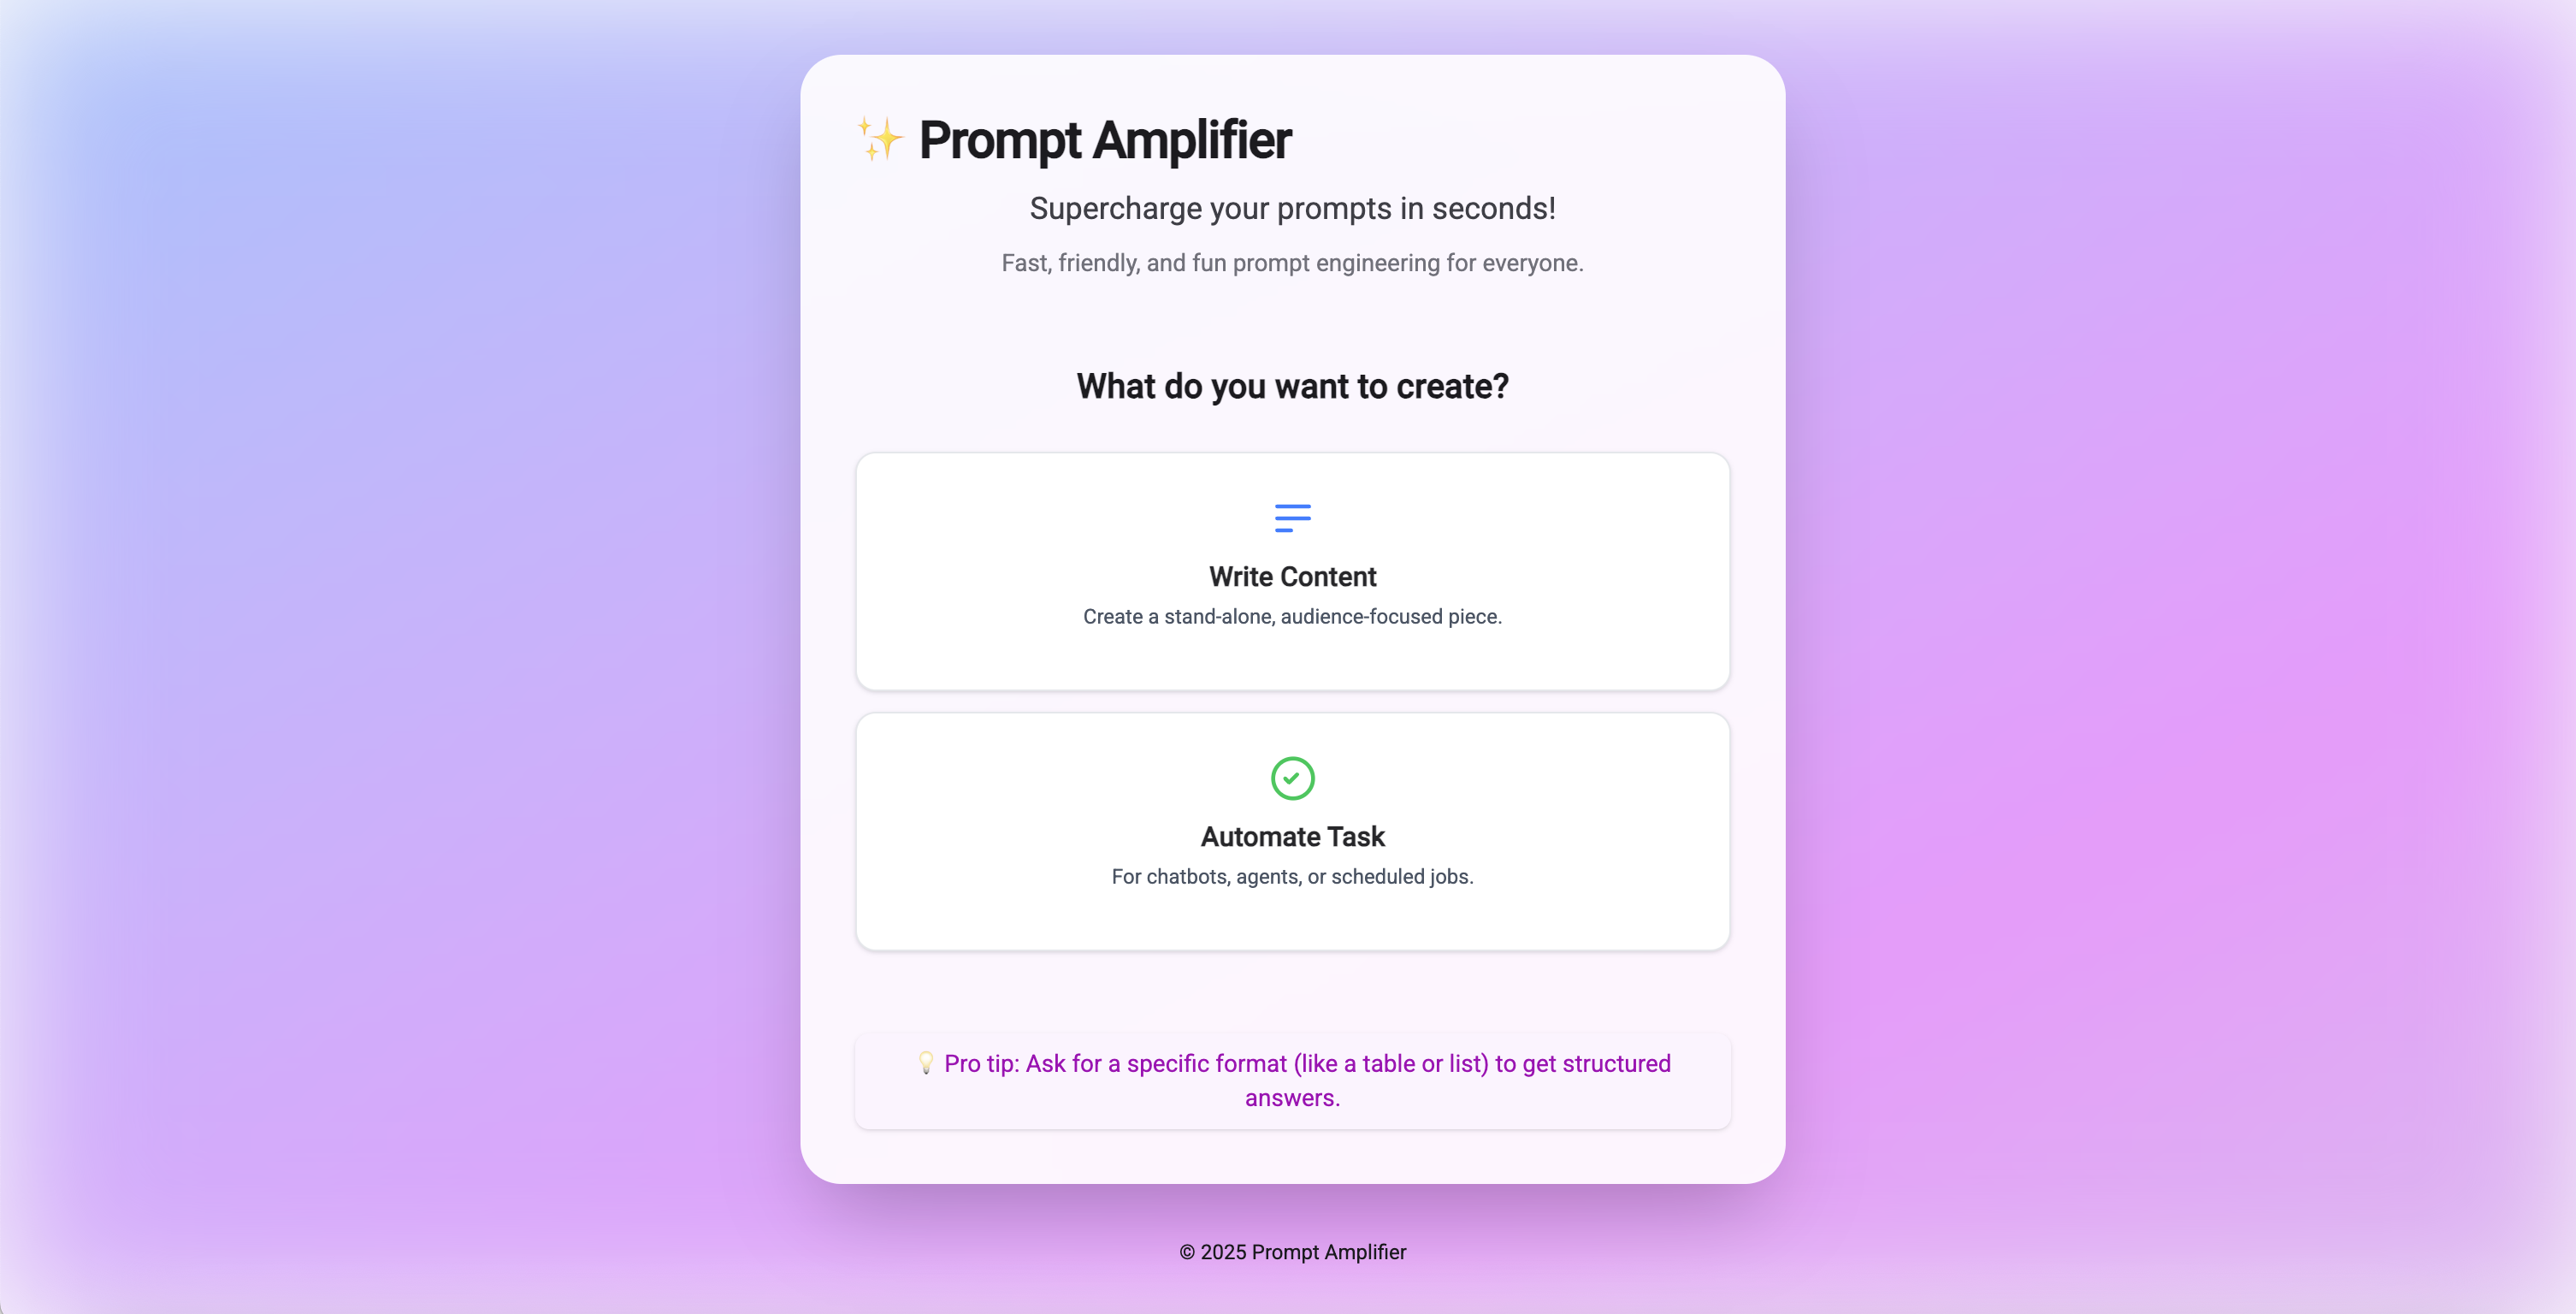 ✨ Prompt Amplifier
Supercharge your prompts in seconds!
Fast, friendly, and fun prompt engineering for everyone.
What do you want to create?
Write Content
Create a stand-alone, audience-focused piece.
Automate Task
For chatbots, agents, or scheduled jobs.
💡 Pro tip: Ask for a specific format (like a table or list) to get structured
answers.
© 2025 Prompt Amplifier